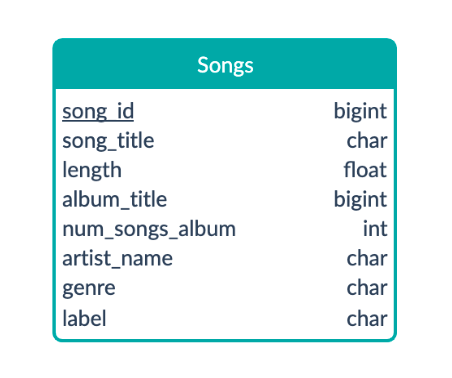 Songs
song_id bigint
song_title char
length float
album_title bigint
num_songs_album int
artist_name char
genre char
label char